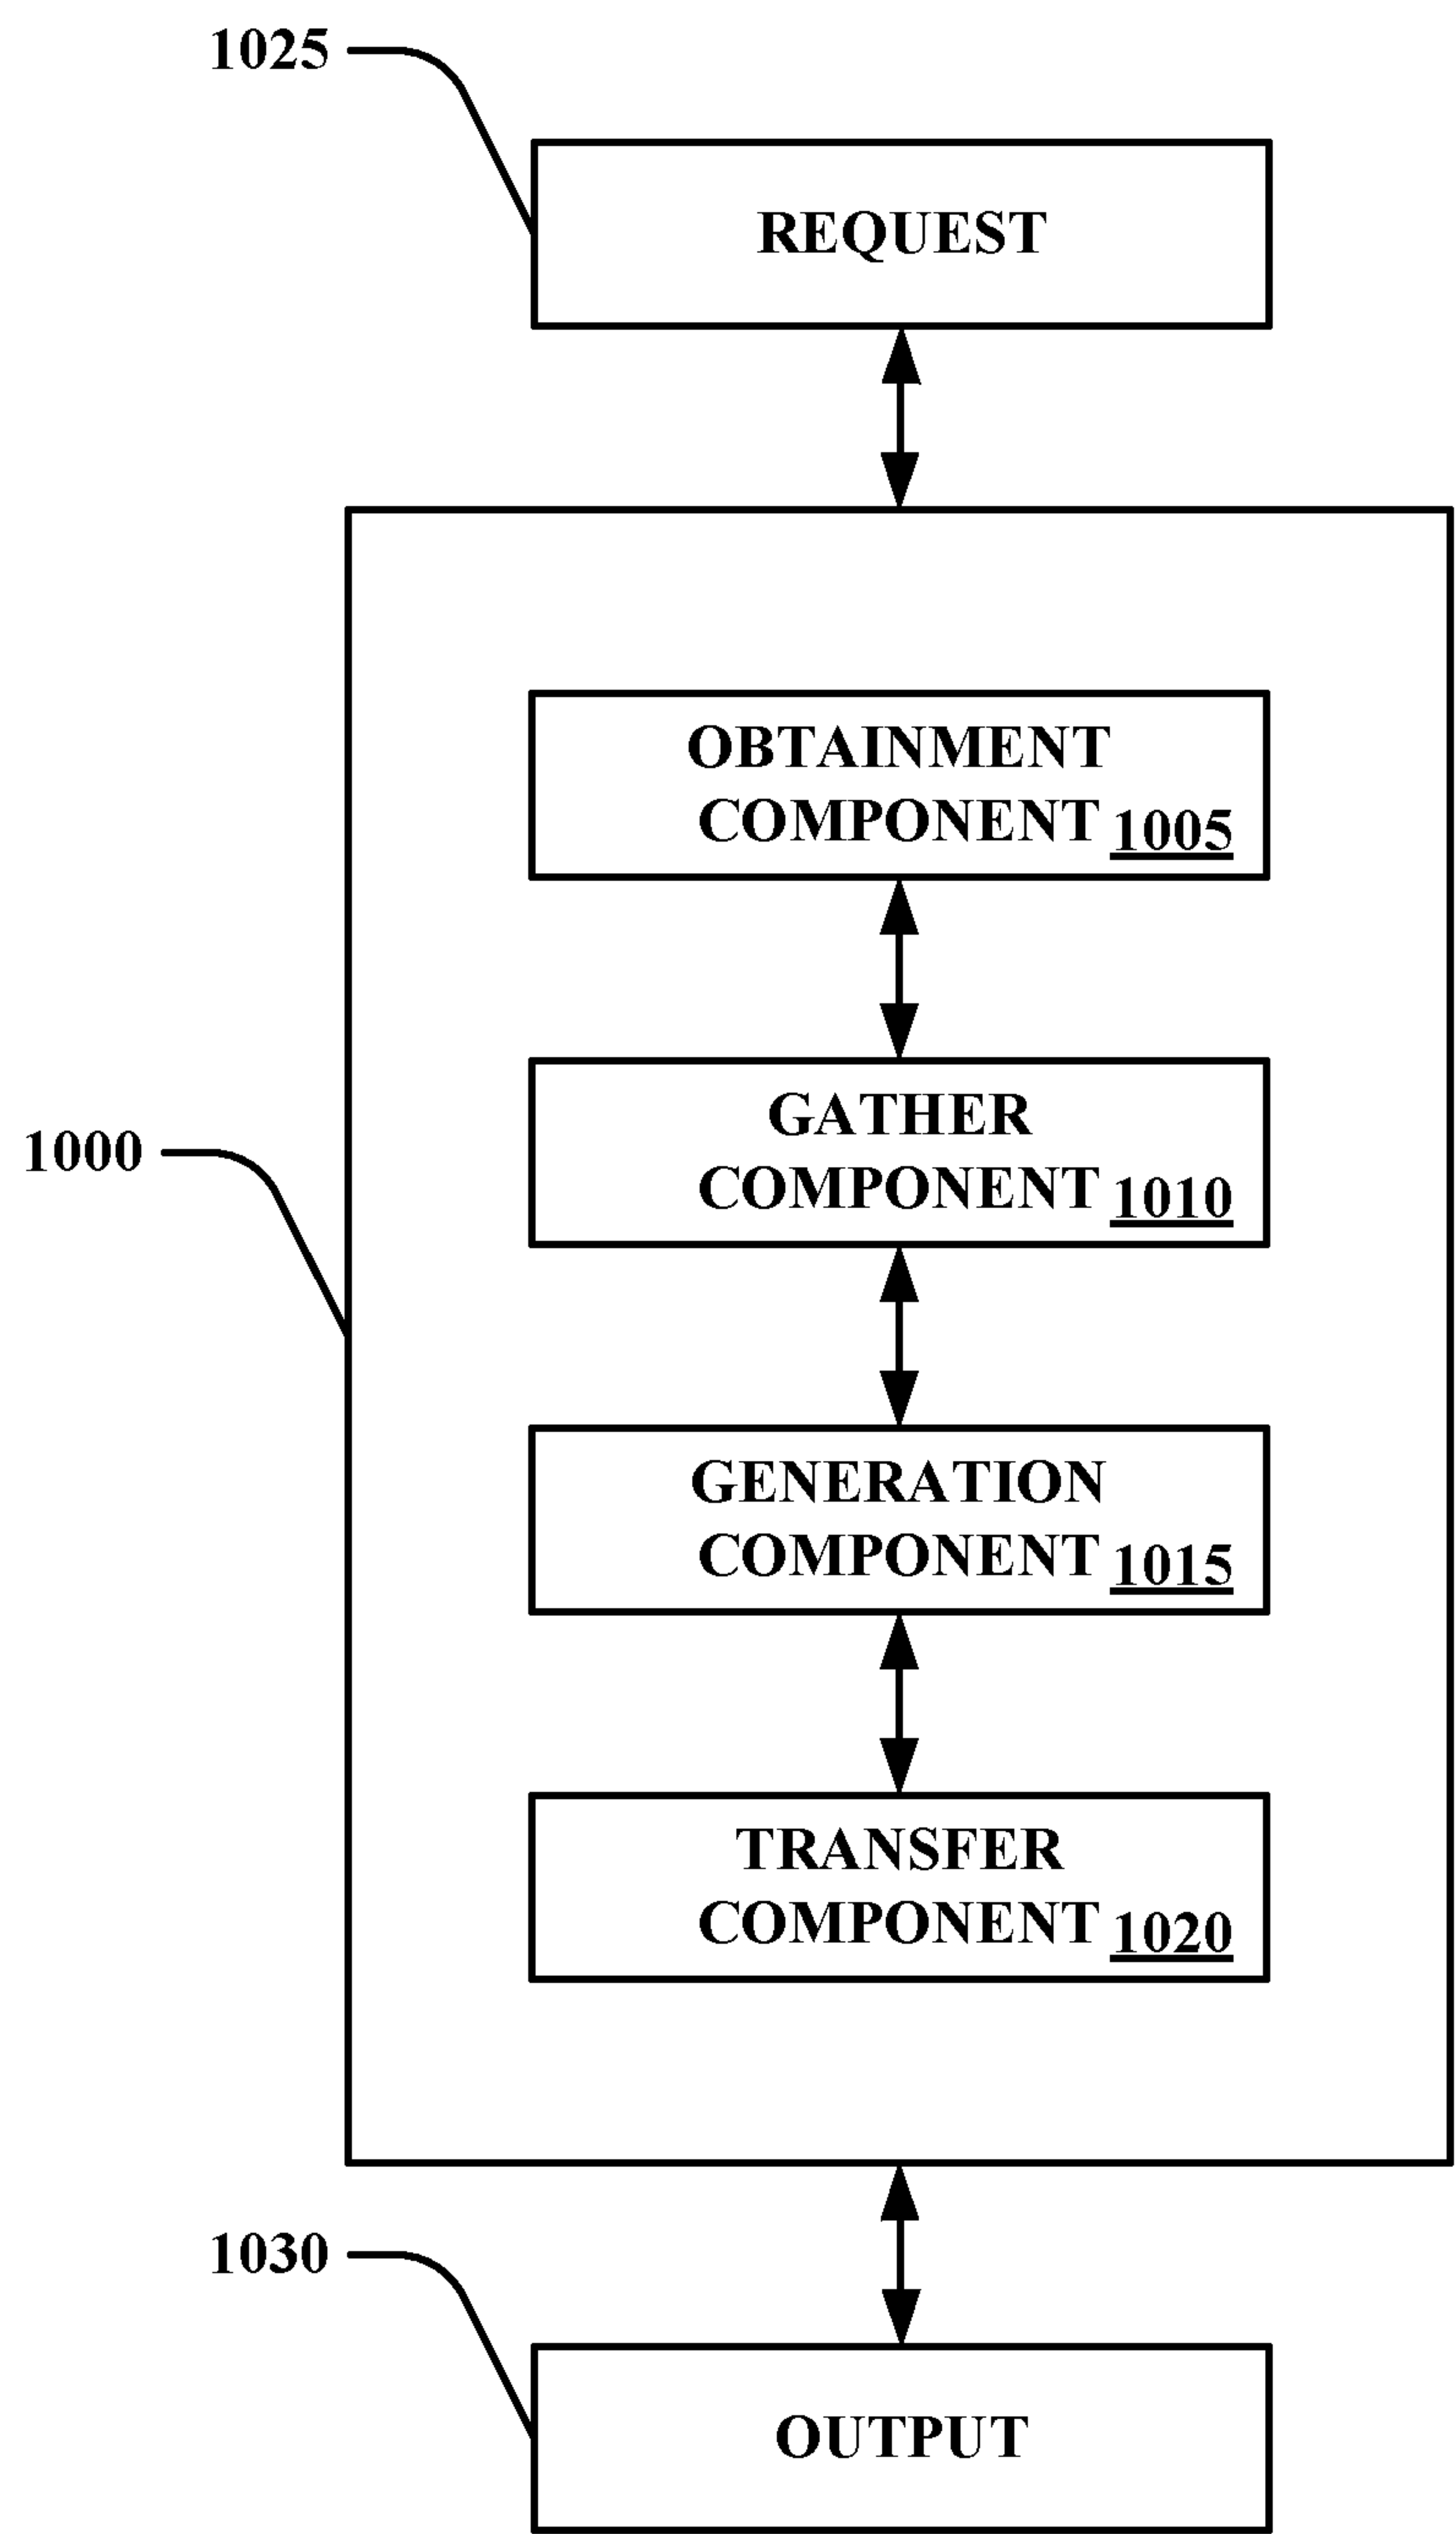 1025
REQUEST
OBTAINMENT
COMPONENT 1005
1000
GATHER
COMPONENT 1010
GENERATION
COMPONENT 1015
TRANSFER
COMPONENT 1020
1030
OUTPUT